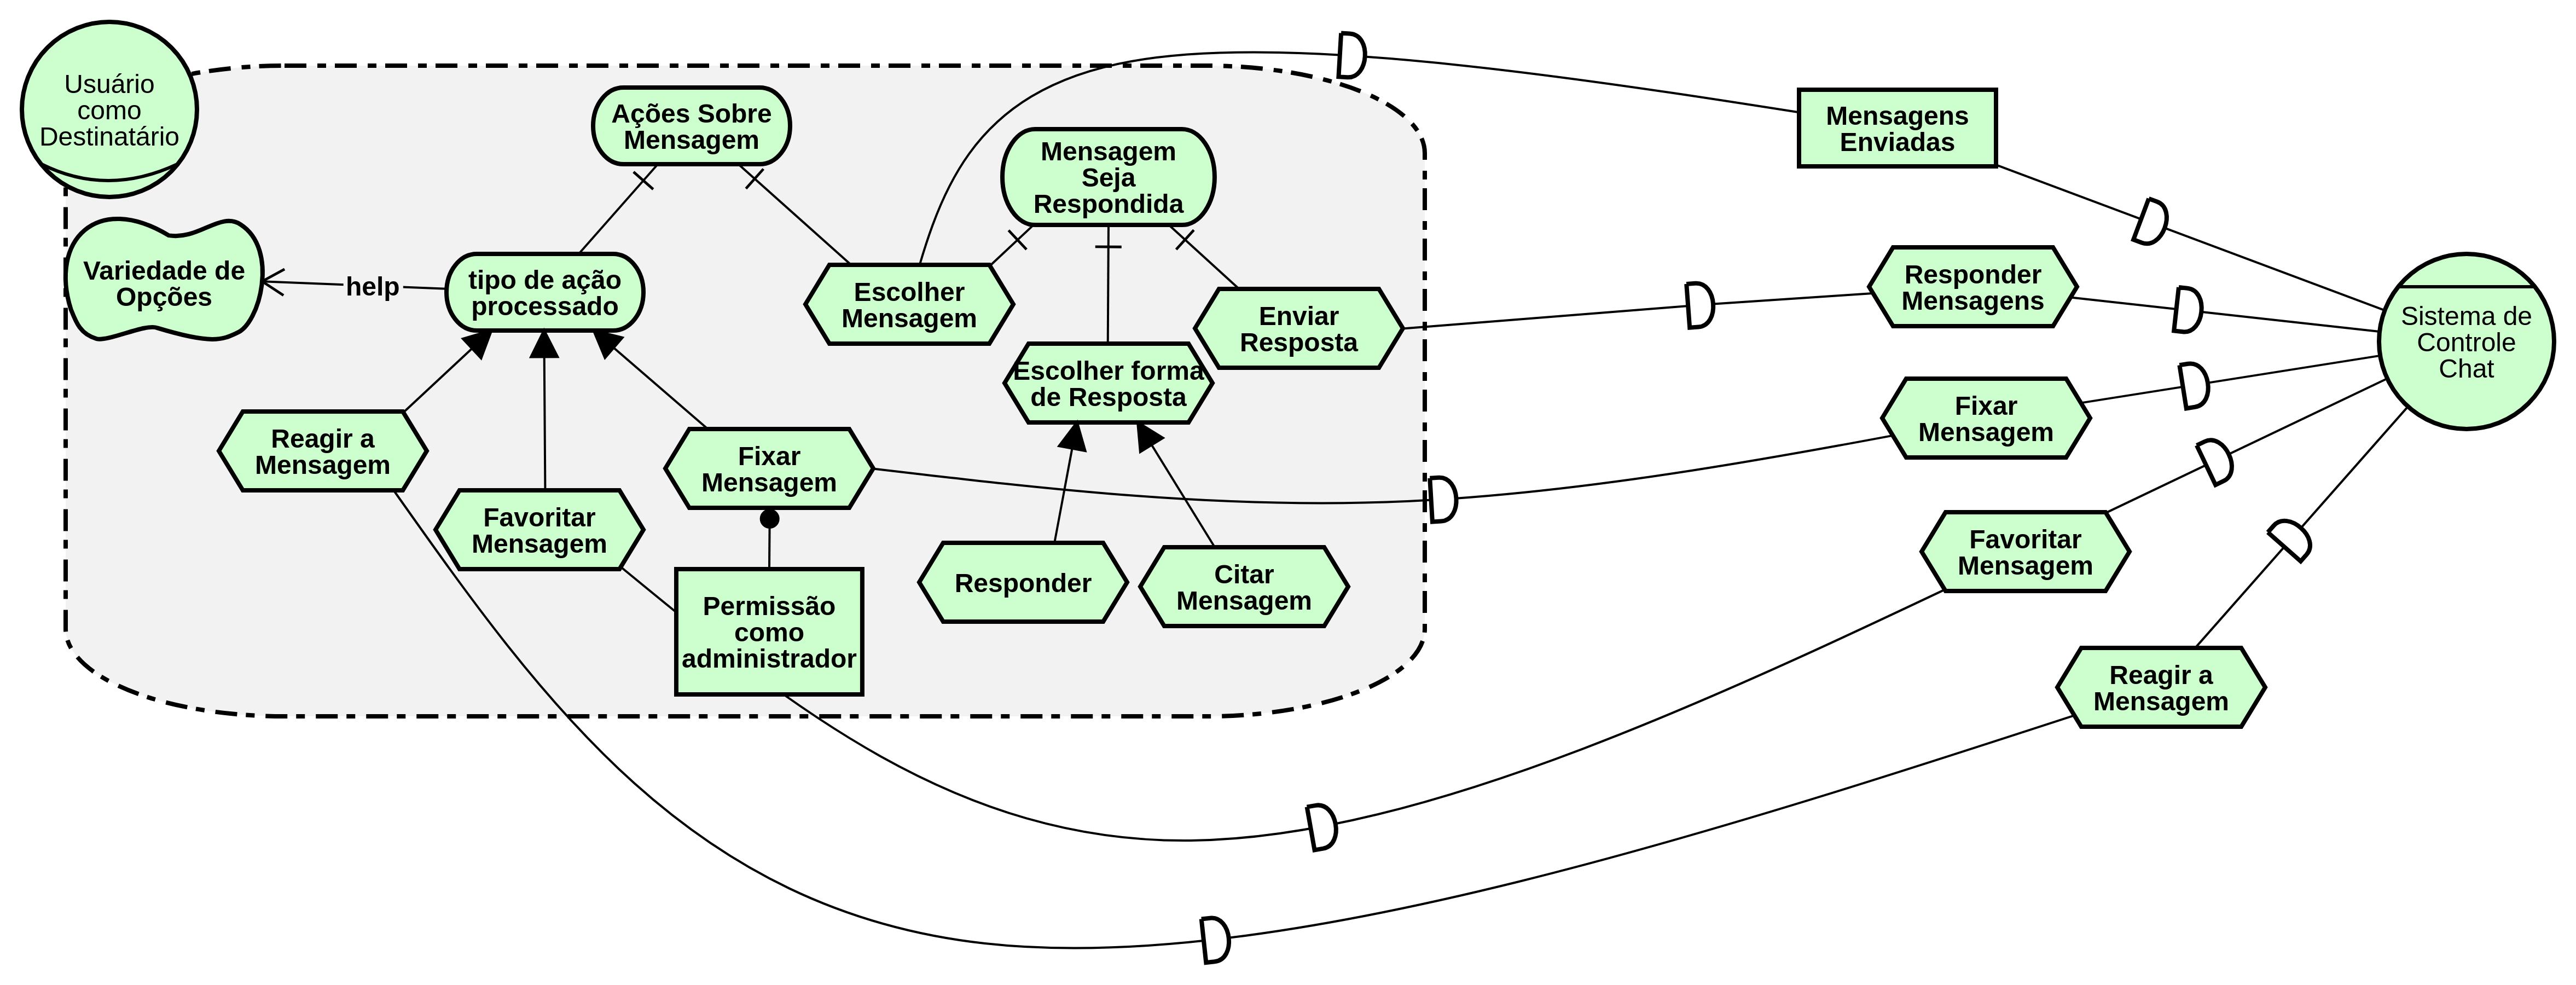 Usuário
como
Destinatário
Ações Sobre
Mensagem
Mensagem
Seja
Respondida
Mensagens
Enviadas
Variedade de
Opções
help
tipo de ação
processado
Escolher
Mensagem
Enviar
Resposta
Responder
Mensagens
Sistema de
Controle
Chat
Escolher forma
de Resposta
Fixar
Mensagem
Reagir a
Mensagem
Fixar
Mensagem
Favoritar
Mensagem
Favoritar
Mensagem
Permissão
como
administrador
Responder
Citar
Mensagem
Reagir a
Mensagem